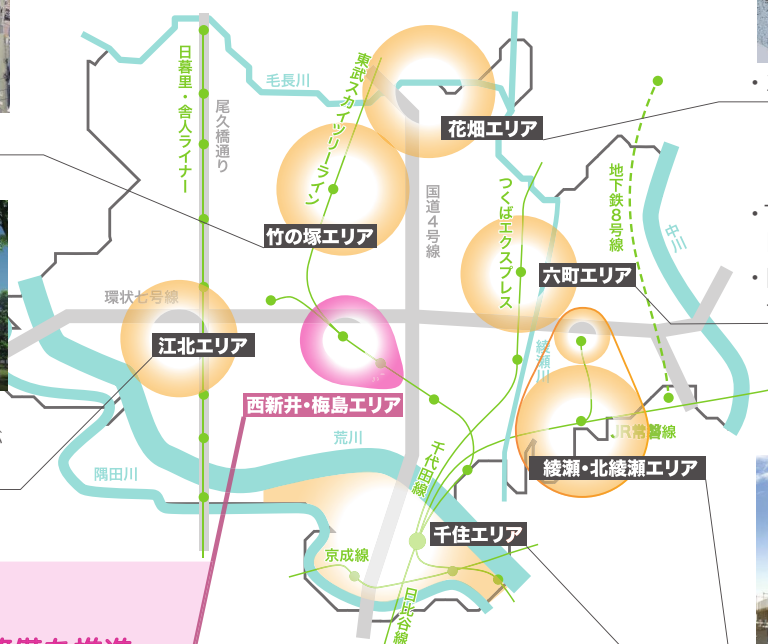 日暮里・舎人ライナー
尾久橋通り
毛長川
東武スカイツリーライン
花畑エリア
竹の塚エリア
国道4号線
つくばエクスプレス
地下鉄8号線
中川
六町エリア
環状七号線
江北エリア
綾瀬川
西新井・梅島エリア
荒川
千代田線
JR常磐線
綾瀬・北綾瀬エリア
隅田川
千住エリア
京成線
日比谷線